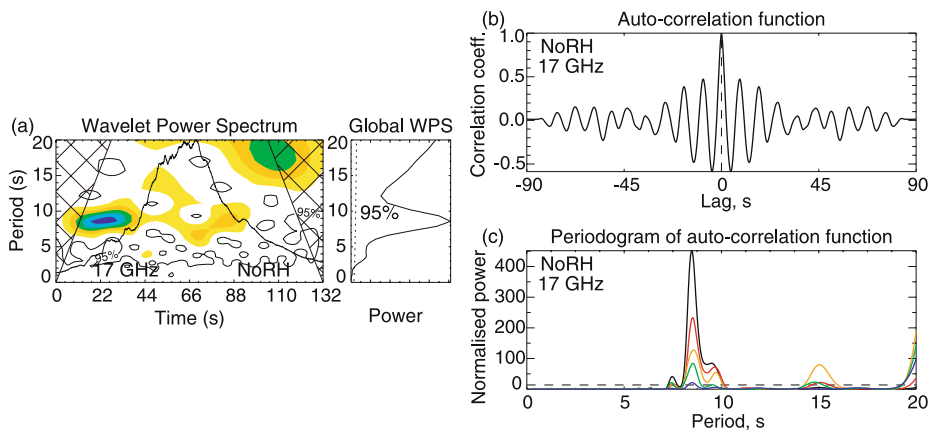 (a)
Wavelet Power Spectrum
Global WPS
Period (s)
20
15
10
5
0
95%
95%
17 GHz
NoRH
0 22 44 66 88 110 132
Time (s)
20
15
10
5
0
95%
Power
(b)
Auto-correlation function
NoRH
17 GHz
Correlation coeff.
1.0
0.5
0.0
-0.5
-90 -45 0 45 90
Lag, s
(c)
Periodogram of auto-correlation function
NoRH
17 GHz
Normalised power
400
300
200
100
0
0 5 10 15 20
Period, s